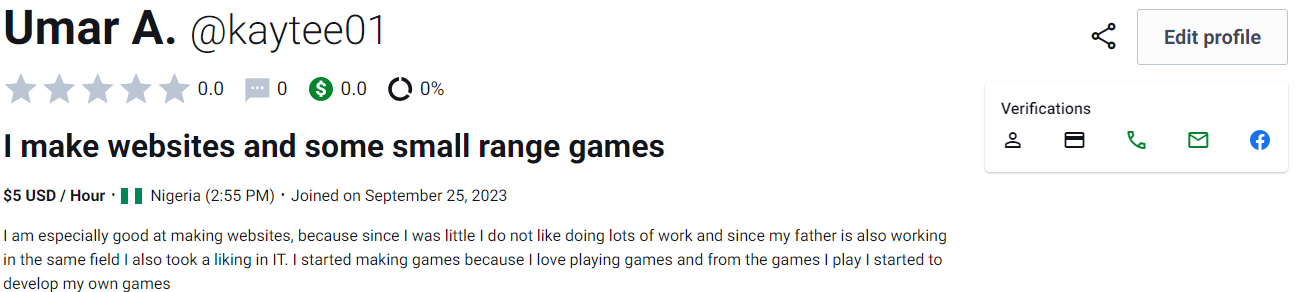 Umar A. @kaytee01
Edit profile
0.0 0 0.0 0%
Verifications
I make websites and some small range games
$5 USD / Hour · Nigeria (2:55 PM) · Joined on September 25, 2023
I am especially good at making websites, because since I was little I do not like doing lots of work and since my father is also working
in the same field I also took a liking in IT. I started making games because I love playing games and from the games I play I started to
develop my own games